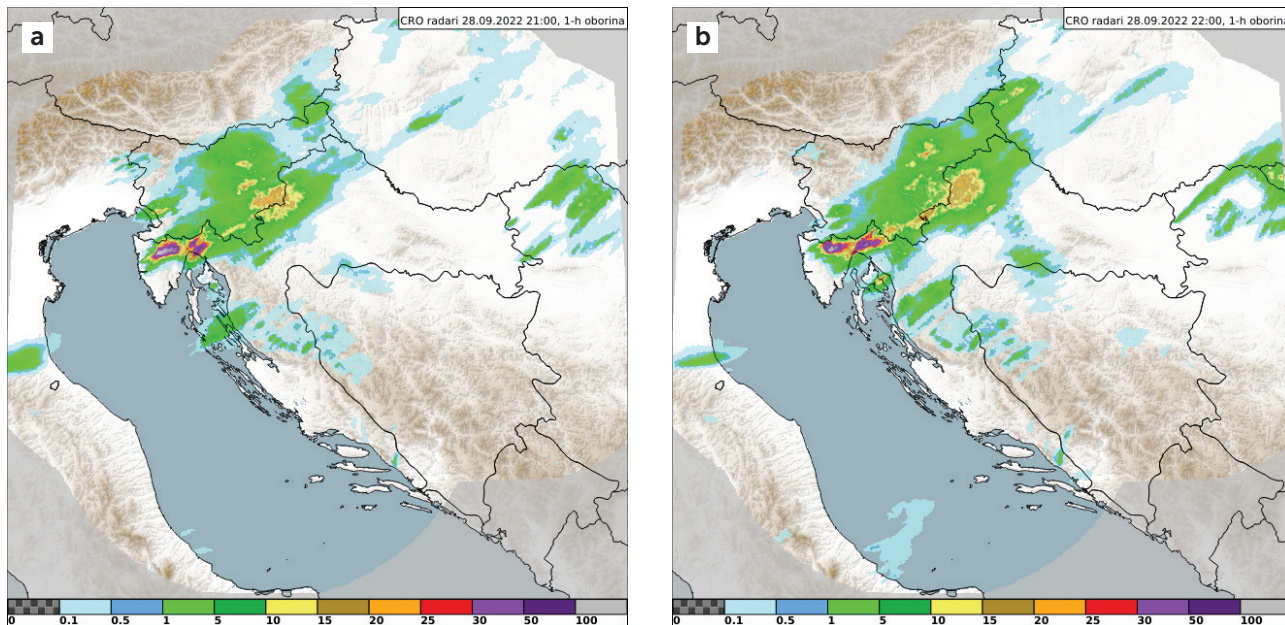 a
CRO radari 28.09.2022 21:00, 1-h oborina
0 0.1 0.5 1 5 10 15 20 25 30 50 100
b
CRO radari 28.09.2022 22:00, 1-h oborina
0 0.1 0.5 1 5 10 15 20 25 30 50 100